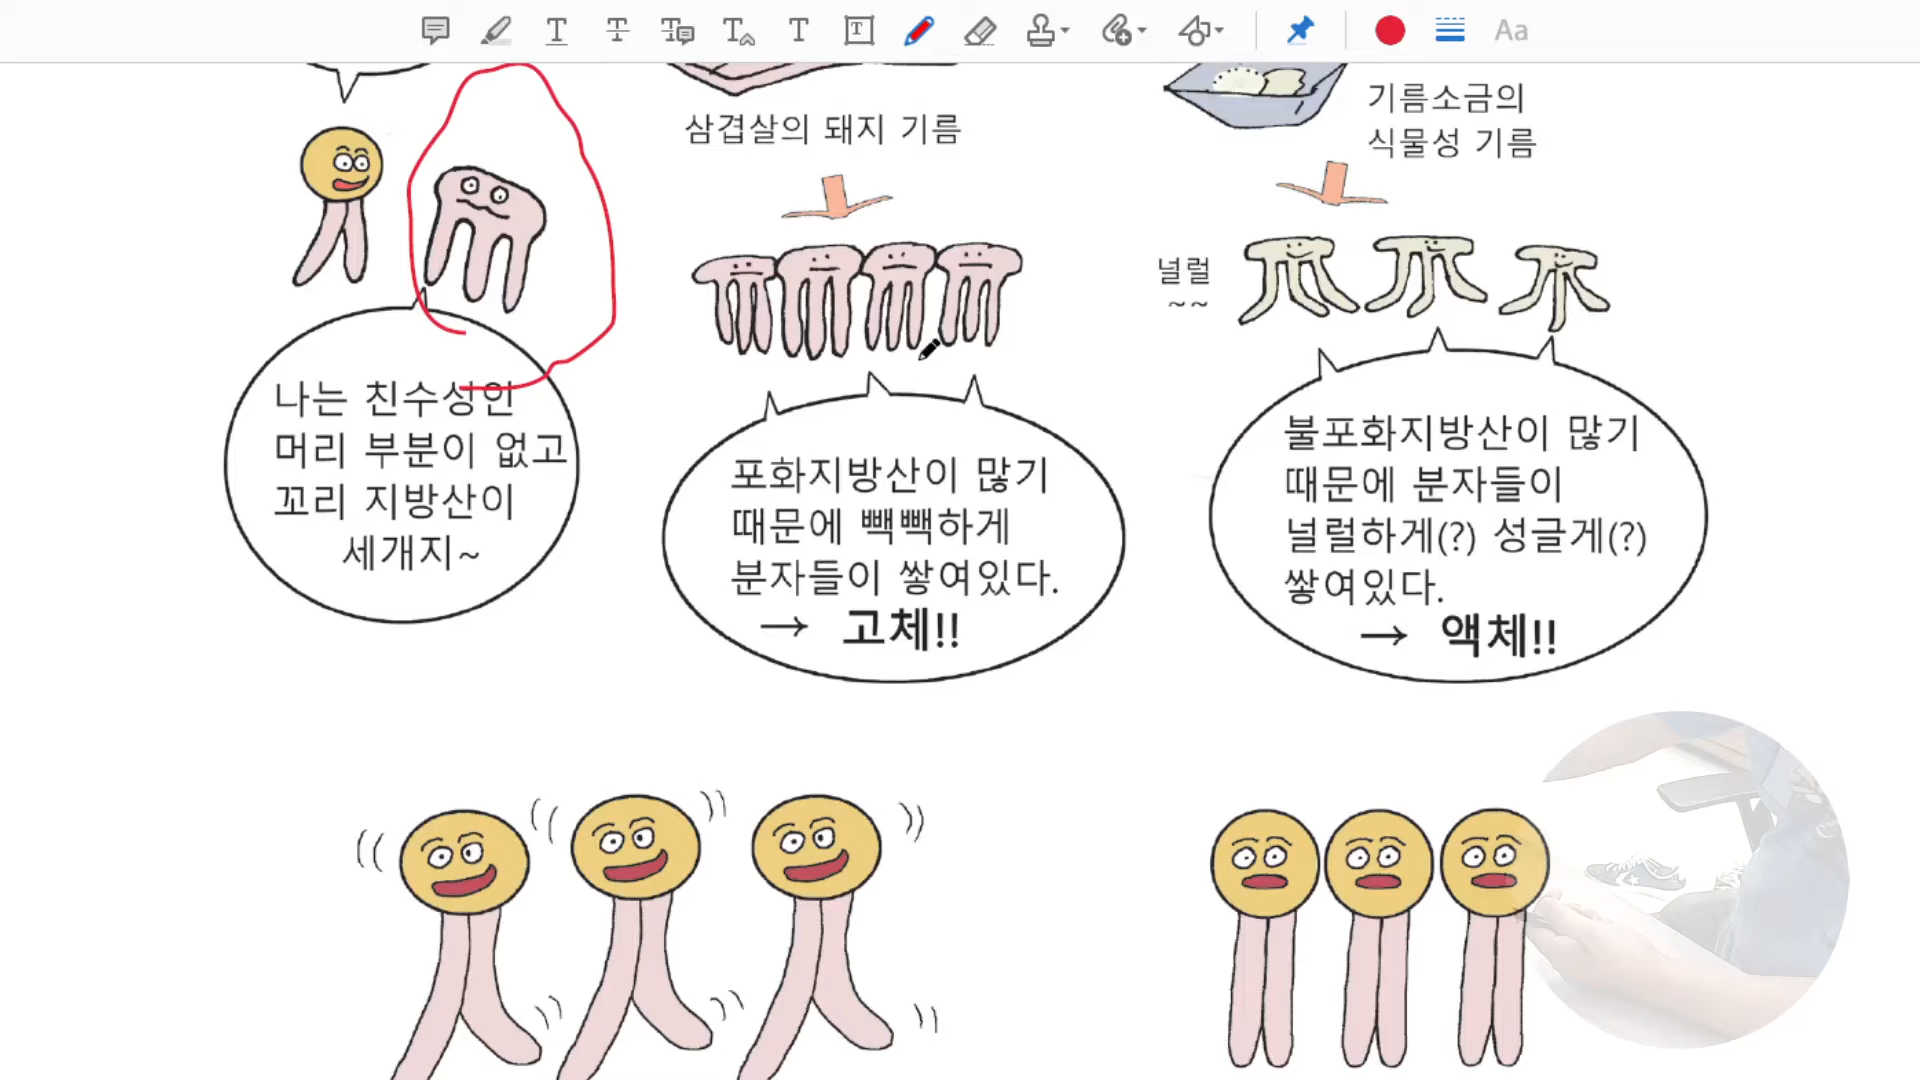 Aa
삼겹살의 돼지 기름
기름소금의
식물성 기름
널럴
~~
나는 친수성인
머리 부분이 없고
꼬리 지방산이
세개지~
포화지방산이 많기
때문에 빽빽하게
분자들이 쌓여있다.
→ 고체!!
불포화지방산이 많기
때문에 분자들이
널럴하게(?) 성글게(?)
쌓여있다.
→ 액체!!